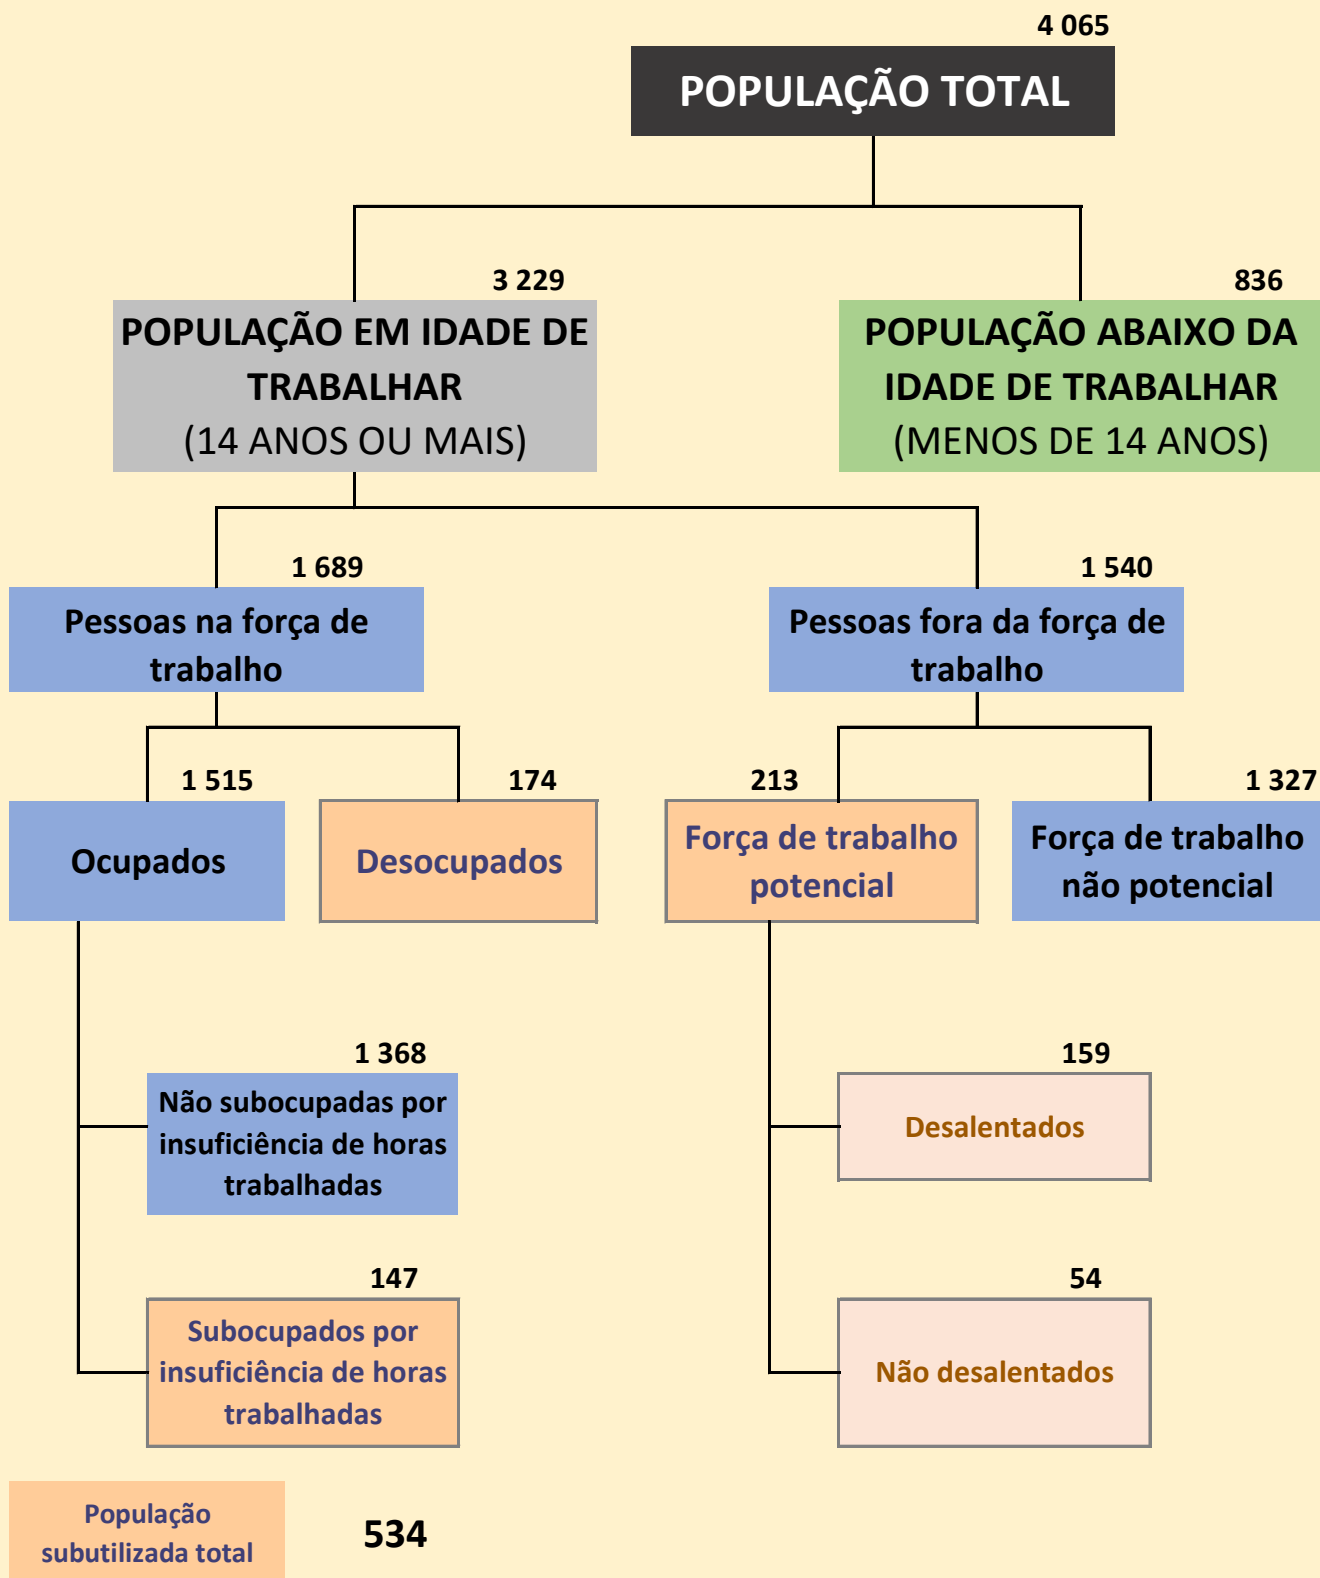 4 065
POPULAÇÃO TOTAL
3 229
POPULAÇÃO EM IDADE DE
TRABALHAR
(14 ANOS OU MAIS)
836
POPULAÇÃO ABAIXO DA
IDADE DE TRABALHAR
(MENOS DE 14 ANOS)
1 689
Pessoas na força de
trabalho
1 540
Pessoas fora da força de
trabalho
1 515
Ocupados
174
Desocupados
213
Força de trabalho
potencial
1 327
Força de trabalho
não potencial
1 368
Não subocupadas por
insuficiência de horas
trabalhadas
159
Desalentados
147
Subocupados por
insuficiência de horas
trabalhadas
54
Não desalentados
População
subutilizada total
534